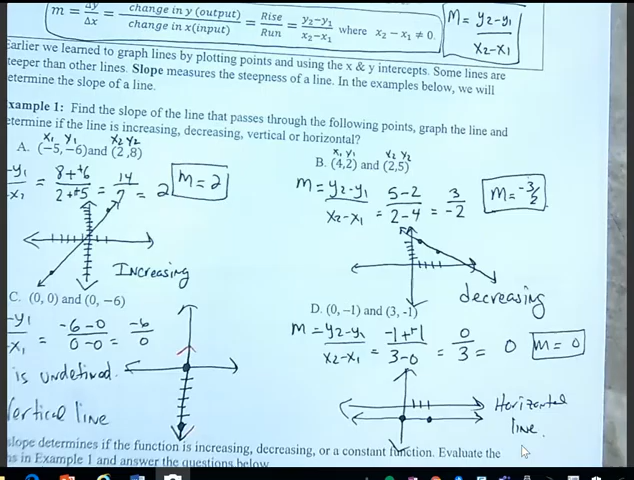 m = Δy/Δx = change in y (output)/change in x(input) = Rise/Run = y₂−y₁/x₂−x₁ where x₂ − x₁ ≠ 0.
M = y₂-y₁/x₂-x₁
Earlier we learned to graph lines by plotting points and using the x & y intercepts. Some lines are
steeper than other lines. Slope measures the steepness of a line. In the examples below, we will
determine the slope of a line.
Example 1: Find the slope of the line that passes through the following points, graph the line and
determine if the line is increasing, decreasing, vertical or horizontal?
x₁ y₁ x₂ y₂
A. (−5, −6)and (2,8)
-y₁/x₂ = 8++6/2++5 = 14/7 = 2 M = 2
Increasing
x₁ y₁ x₂ y₂
B. (4,2) and (2,5)
M = y₂-y₁/x₂-x₁ = 5-2/2-4 = 3/-2 M = -3/2
decreasing
C. (0, 0) and (0, −6)
-y₁/x₁ = -6-0/0-0 = -6/0
is undefined.
Vertical line
D. (0, −1) and (3, -1)
M = y₂-y₁/x₂-x₁ = -1++1/3-0 = 0/3 = 0 M = 0
Horizontal
line.
slope determines if the function is increasing, decreasing, or a constant function. Evaluate the
in Example 1 and answer the questions below